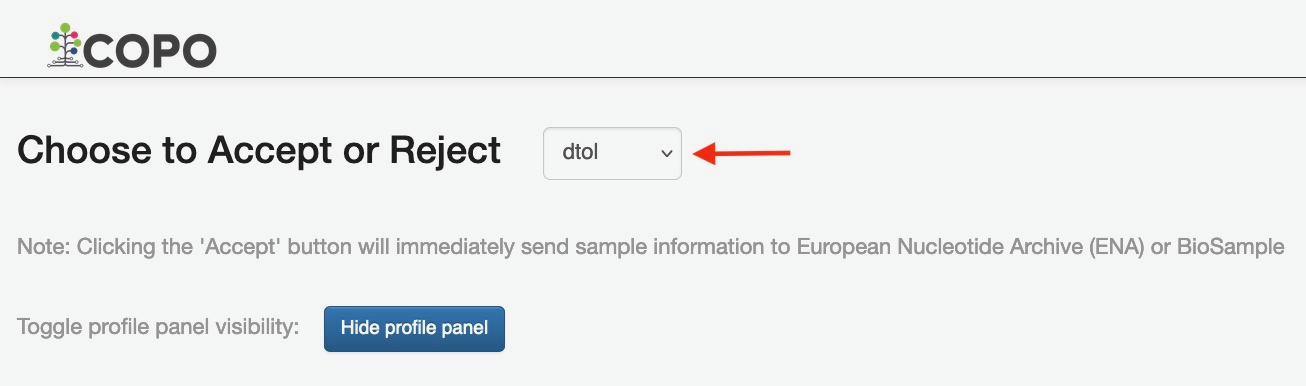 COPO
Choose to Accept or Reject dtol
Note: Clicking the 'Accept' button will immediately send sample information to European Nucleotide Archive (ENA) or BioSample
Toggle profile panel visibility: Hide profile panel